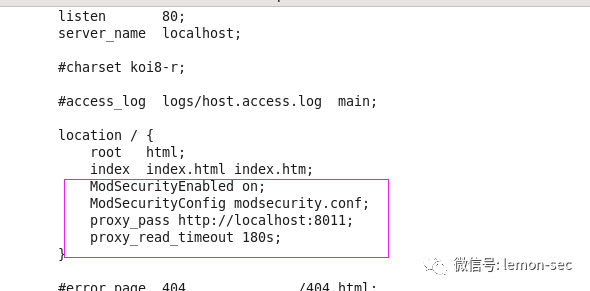 listen       80;
server_name  localhost;
#charset koi8-r;
#access_log  logs/host.access.log  main;
location / {
root   html;
index  index.html index.htm;
ModSecurityEnabled on;
ModSecurityConfig modsecurity.conf;
proxy_pass http://localhost:8011;
proxy_read_timeout 180s;
}
微信号: lemon-sec
#error_page  404              /404.html;